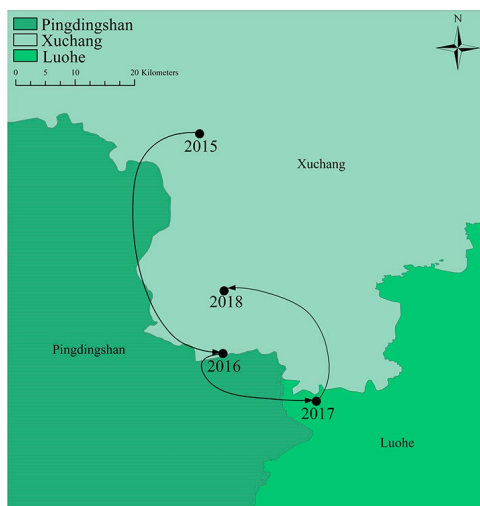 Pingdingshan
Xuchang
Luohe
0 5 10 20 Kilometers
N
2015
Xuchang
2018
Pingdingshan
2016
2017
Luohe